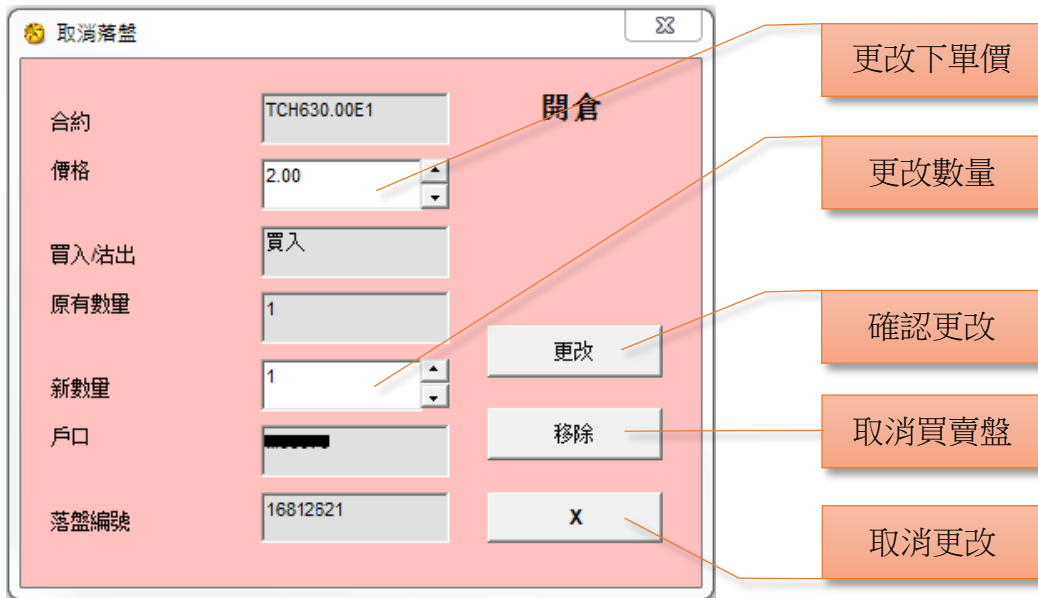 取消落盤
合約 TCH630.00E1 開倉
價格 2.00
買入/沽出 買入
原有數量 1
新數量 1
戶口
落盤編號 16812621
更改
移除
X
更改下單價
更改數量
確認更改
取消買賣盤
取消更改